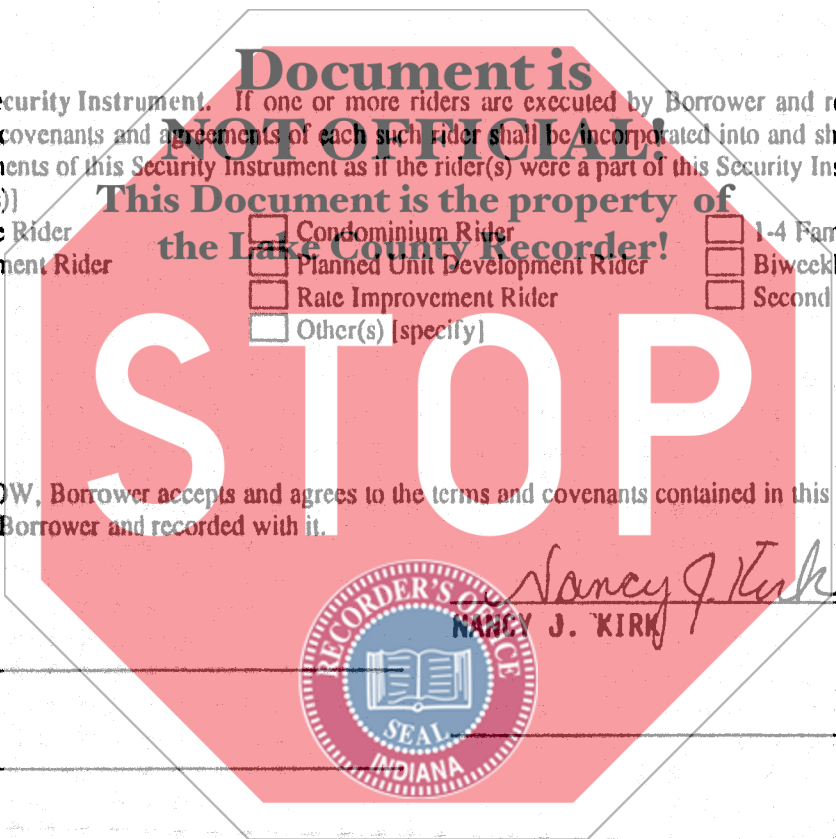 Document is
curity Instrument. If one or more riders are executed by Borrower and r
covenants and agreements of each such rider shall be incorporated into and sh
NOT OFFICIAL!
ents of this Security Instrument as if the rider(s) were a part of this Security Ins
)]
This Document is the property of
e Rider Condominium Rider 1-4 Fam
the Lake County Recorder!
ment Rider Planned Unit Development Rider Biweekl
Rate Improvement Rider Second
Other(s) [specify]
STOP
OW, Borrower accepts and agrees to the terms and covenants contained in this
Borrower and recorded with it.
Nancy J. Kirk
NANCY J. KIRK
RECORDER'S OFFICE
SEAL
INDIANA